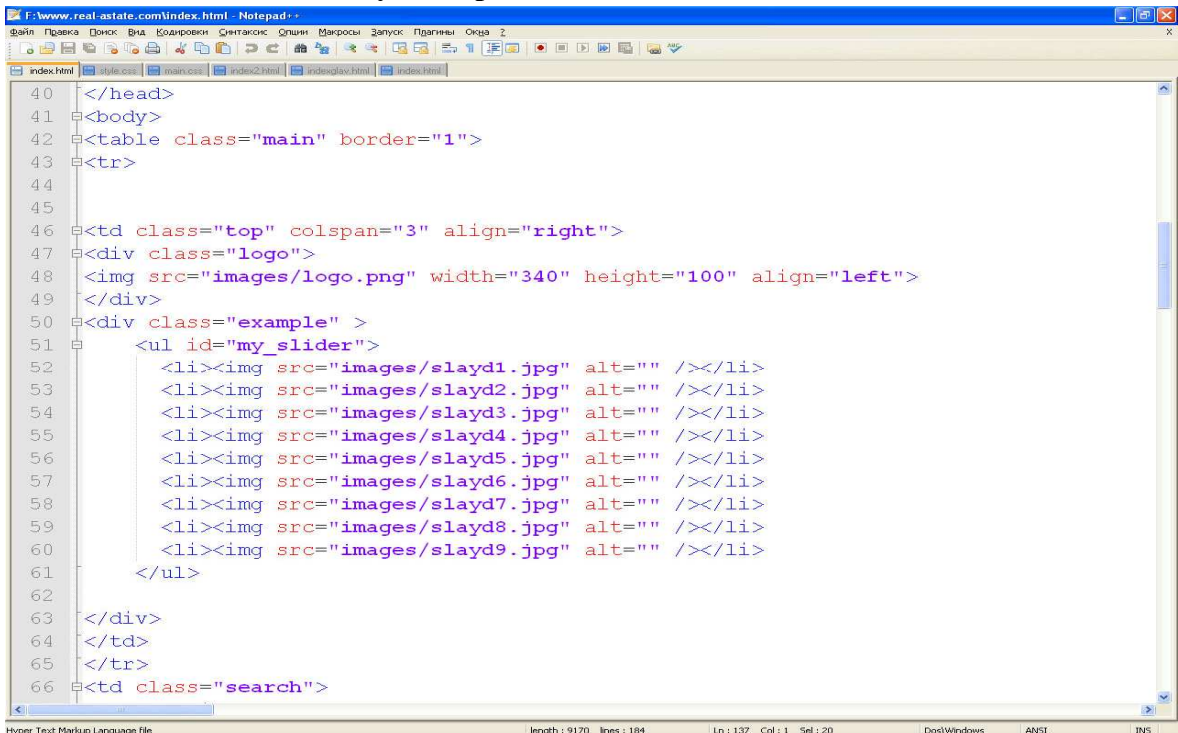 F:\www.real-astate.com\index.html - Notepad++
Файл Правка Поиск Вид Кодировки Синтаксис Опции Макросы Запуск Плагины Окна ? X
index.html style.css main.css index2.html indexglav.html index.html
40 </head>
41 <body>
42 <table class="main" border="1">
43 <tr>
44
45
46 <td class="top" colspan="3" align="right">
47 <div class="logo">
48 <img src="images/logo.png" width="340" height="100" align="left">
49 </div>
50 <div class="example" >
51 <ul id="my_slider">
52 <li><img src="images/slayd1.jpg" alt="" /></li>
53 <li><img src="images/slayd2.jpg" alt="" /></li>
54 <li><img src="images/slayd3.jpg" alt="" /></li>
55 <li><img src="images/slayd4.jpg" alt="" /></li>
56 <li><img src="images/slayd5.jpg" alt="" /></li>
57 <li><img src="images/slayd6.jpg" alt="" /></li>
58 <li><img src="images/slayd7.jpg" alt="" /></li>
59 <li><img src="images/slayd8.jpg" alt="" /></li>
60 <li><img src="images/slayd9.jpg" alt="" /></li>
61 </ul>
62
63 </div>
64 </td>
65 </tr>
66 <td class="search">
Hyper Text Markup Language file length : 9170 lines : 184 Ln : 137 Col : 1 Sel : 20 Dos\Windows ANSI INS